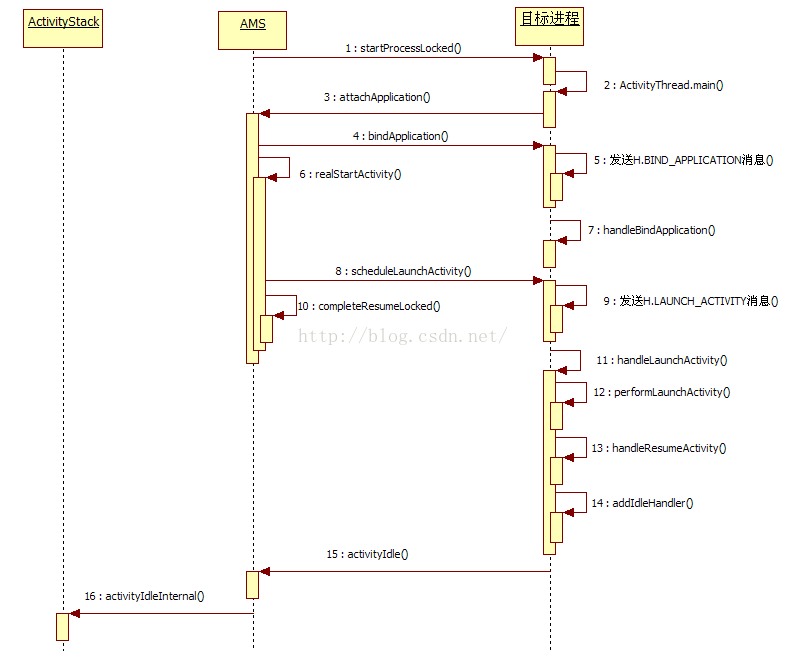 ActivityStack
AMS
目标进程
1 : startProcessLocked()
2 : ActivityThread.main()
3 : attachApplication()
4 : bindApplication()
5 : 发送H.BIND_APPLICATION消息()
6 : realStartActivity()
7 : handleBindApplication()
8 : scheduleLaunchActivity()
9 : 发送H.LAUNCH_ACTIVITY消息()
10 : completeResumeLocked()
http://blog.csdn.net/
11 : handleLaunchActivity()
12 : performLaunchActivity()
13 : handleResumeActivity()
14 : addIdleHandler()
15 : activityIdle()
16 : activityIdleInternal()